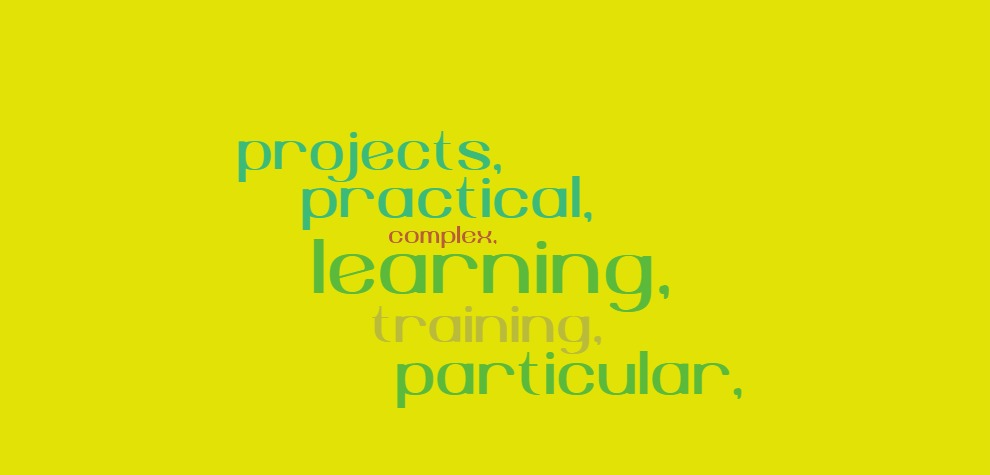 projects,
practical,
complex,
learning,
training,
particular,